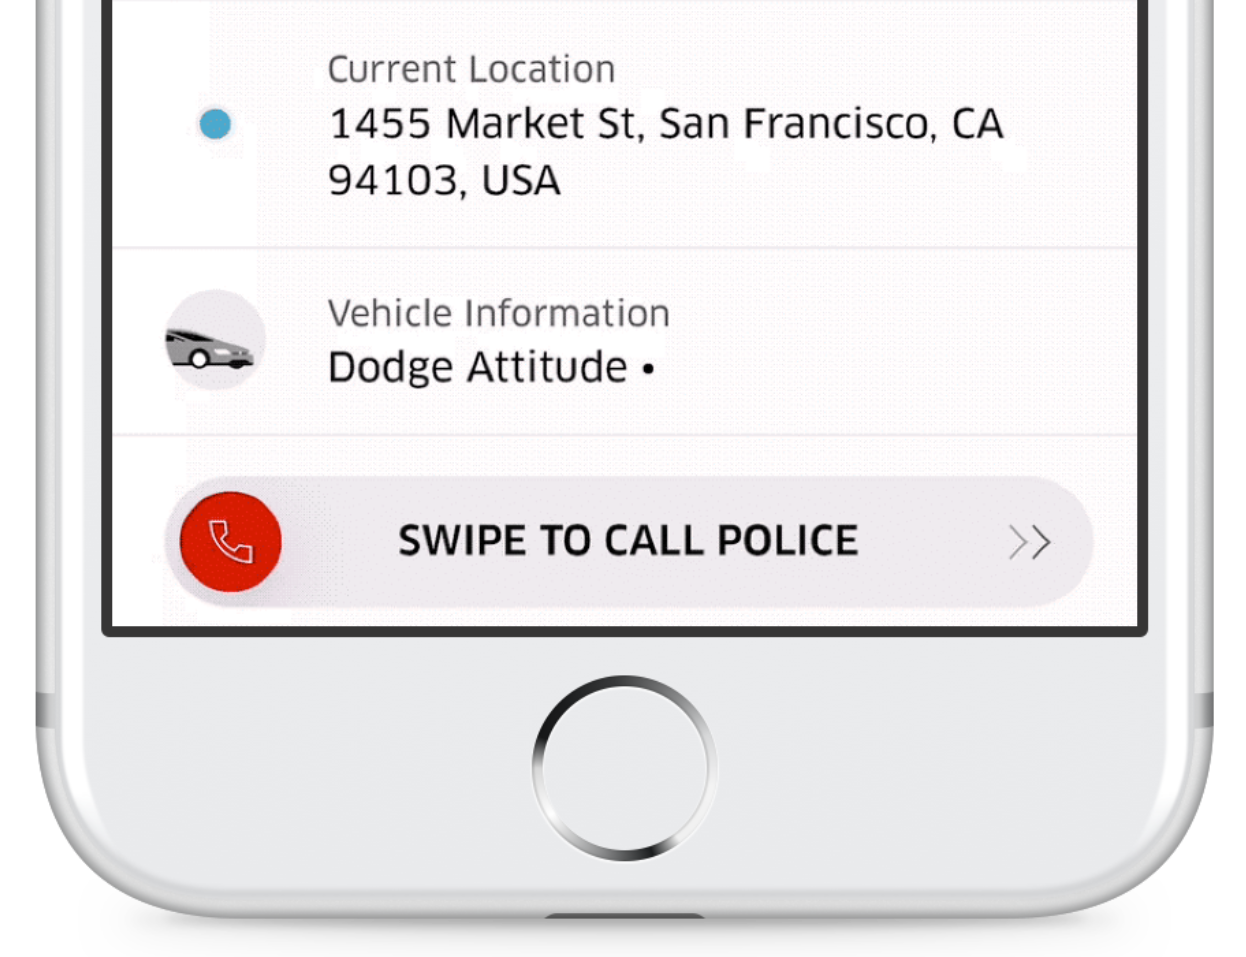 Current Location
1455 Market St, San Francisco, CA
94103, USA
Vehicle Information
Dodge Attitude •
SWIPE TO CALL POLICE